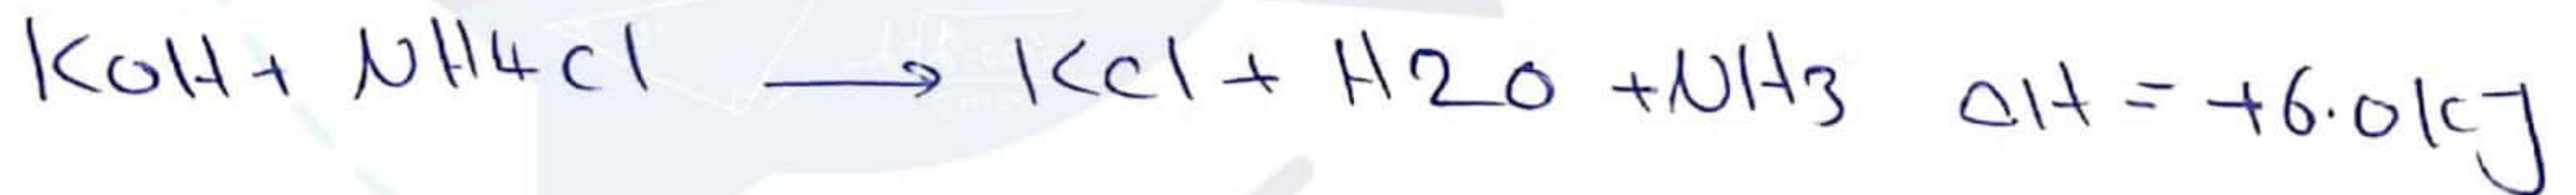 KOH + NH4Cl → KCl + H2O + NH3 ΔH = +6.0kJ